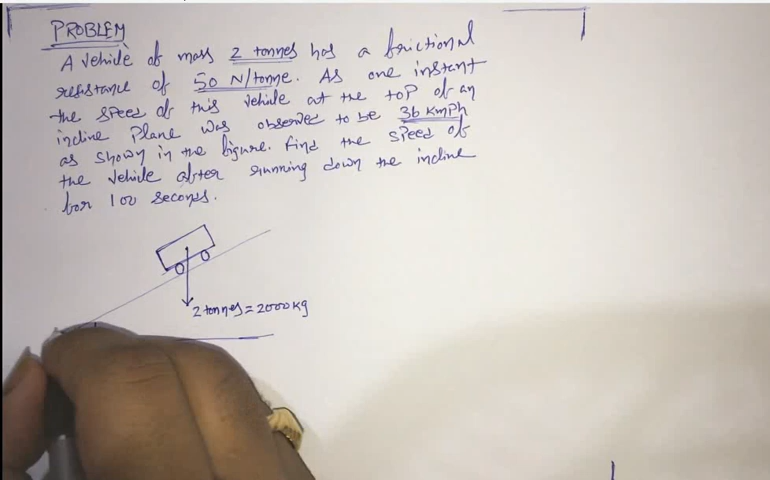 PROBLEM
A vehicle of mass 2 tonnes has a frictional
resistance of 50 N/tonne. As one instant
the speed of this vehicle at the top of an
incline plane was observed to be 36 kmph
as shown in the figure. Find the speed of
the vehicle after running down the incline
for 100 seconds.
2 tonnes = 2000 kg